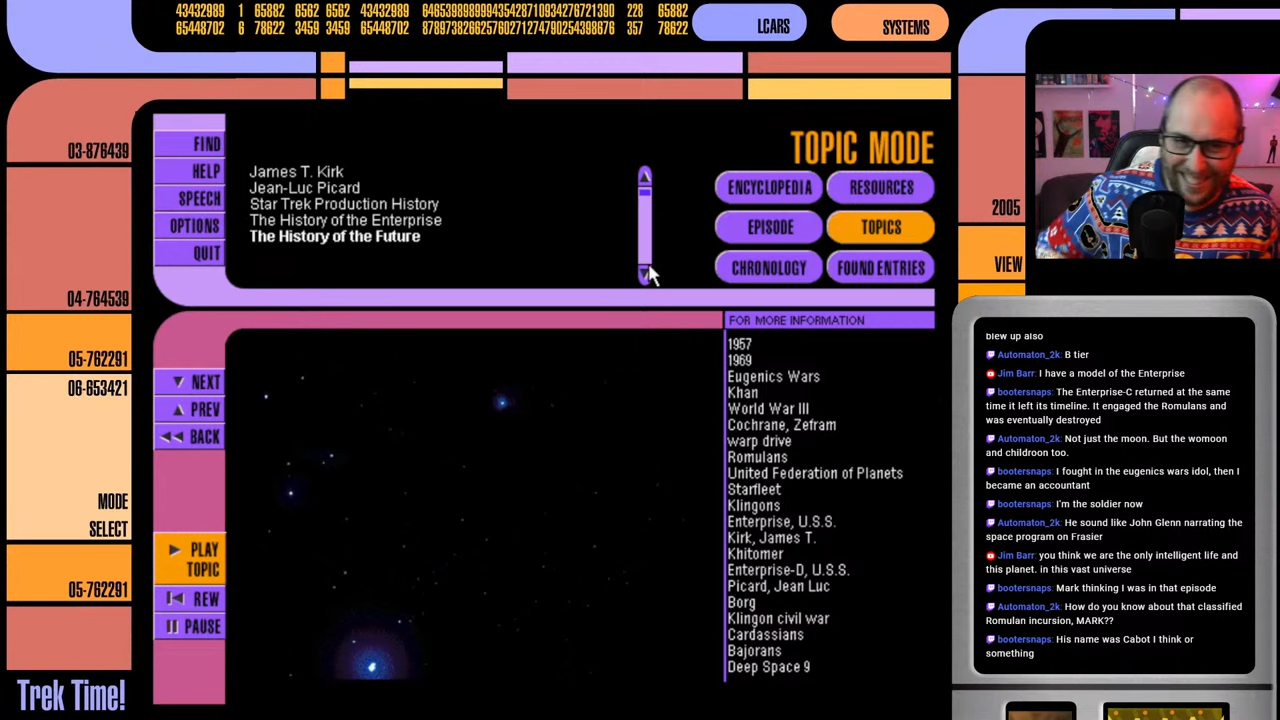 43432989 1 65882 6562 6562 43432989 64653989899435428710934276721390 228 65882
65448702 6 78622 3459 3459 65448702 87897382662576027127479025439867 6 357 78622
LCARS
SYSTEMS
03-876439
04-764539
05-762291
06-653421
MODE
SELECT
05-762291
Trek Time!
FIND
HELP
SPEECH
OPTIONS
QUIT
James T. Kirk
Jean-Luc Picard
Star Trek Production History
The History of the Enterprise
The History of the Future
TOPIC MODE
ENCYCLOPEDIA
RESOURCES
EPISODE
TOPICS
CHRONOLOGY
FOUND ENTRIES
2005
VIEW
NEXT
PREV
BACK
PLAY
TOPIC
REW
PAUSE
FOR MORE INFORMATION
1957
1969
Eugenics Wars
Khan
World War III
Cochrane, Zefram
warp drive
Romulans
United Federation of Planets
Starfleet
Klingons
Enterprise, U.S.S.
Kirk, James T.
Khitomer
Enterprise-D, U.S.S.
Picard, Jean Luc
Borg
Klingon civil war
Cardassians
Bajorans
Deep Space 9
blew up also
Automaton_2k: B tier
Jim Barr: I have a model of the Enterprise
bootersnaps: The Enterprise-C returned at the same
time it left its timeline. It engaged the Romulans and
was eventually destroyed
Automaton_2k: Not just the moon. But the womoon
and childroon too.
bootersnaps: I fought in the eugenics wars idol, then I
became an accountant
bootersnaps: I'm the soldier now
Automaton_2k: He sound like John Glenn narrating the
space program on Frasier
Jim Barr: you think we are the only intelligent life and
this planet. in this vast universe
bootersnaps: Mark thinking I was in that episode
Automaton_2k: How do you know about that classified
Romulan incursion, MARK??
bootersnaps: His name was Cabot I think or
something